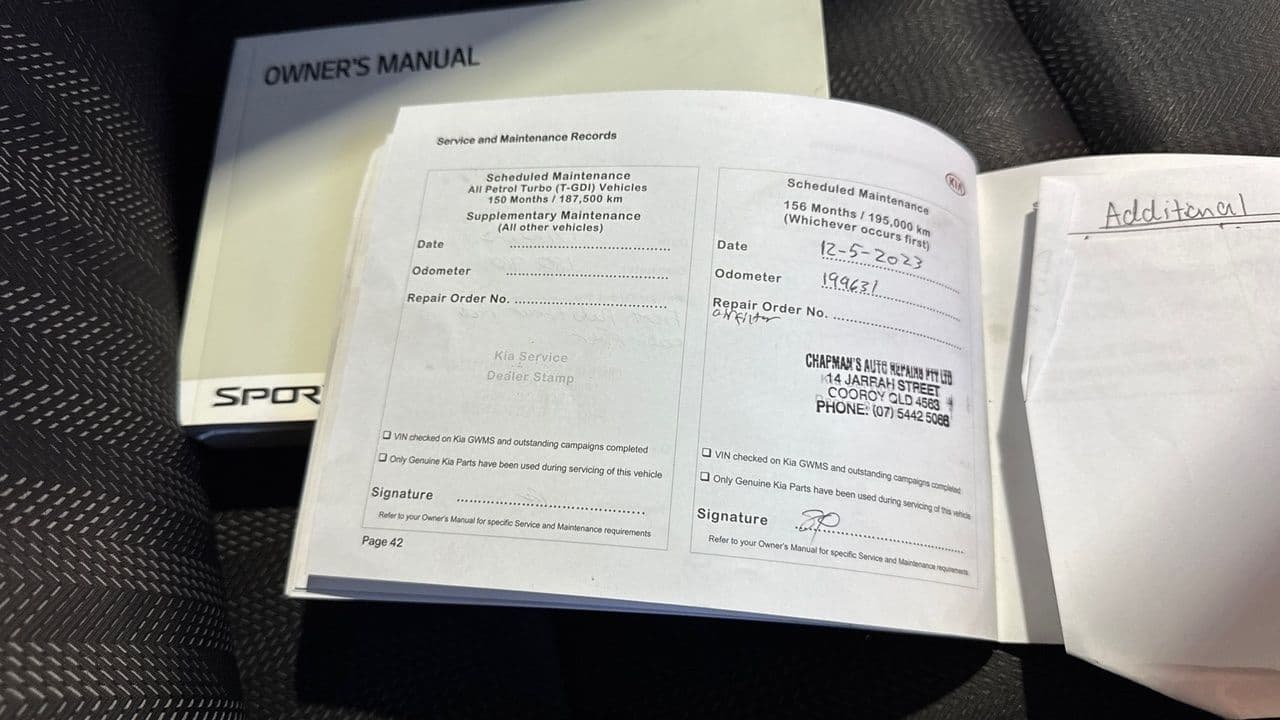 OWNER'S MANUAL
SPOR
Service and Maintenance Records
Scheduled Maintenance
All Petrol Turbo (T-GDI) Vehicles
150 Months / 187,500 km
Supplementary Maintenance
(All other vehicles)
Date
Odometer
Repair Order No.
Kia Service
Dealer Stamp
VIN checked on Kia GWMS and outstanding campaigns completed
Only Genuine Kia Parts have been used during servicing of this vehicle
Signature
Refer to your Owner's Manual for specific Service and Maintenance requirements
Page 42
KIA
Scheduled Maintenance
156 Months / 195,000 km
(Whichever occurs first)
Date 12-5-2023
Odometer 199631
Repair Order No.
CHAPMAN'S AUTO REPAIRS PTY LTD
14 JARRAH STREET
COOROY QLD 4563
PHONE: (07) 5442 5066
VIN checked on Kia GWMS and outstanding campaigns completed
Only Genuine Kia Parts have been used during servicing of this vehicle
Signature
Refer to your Owner's Manual for specific Service and Maintenance requirements
Additenal